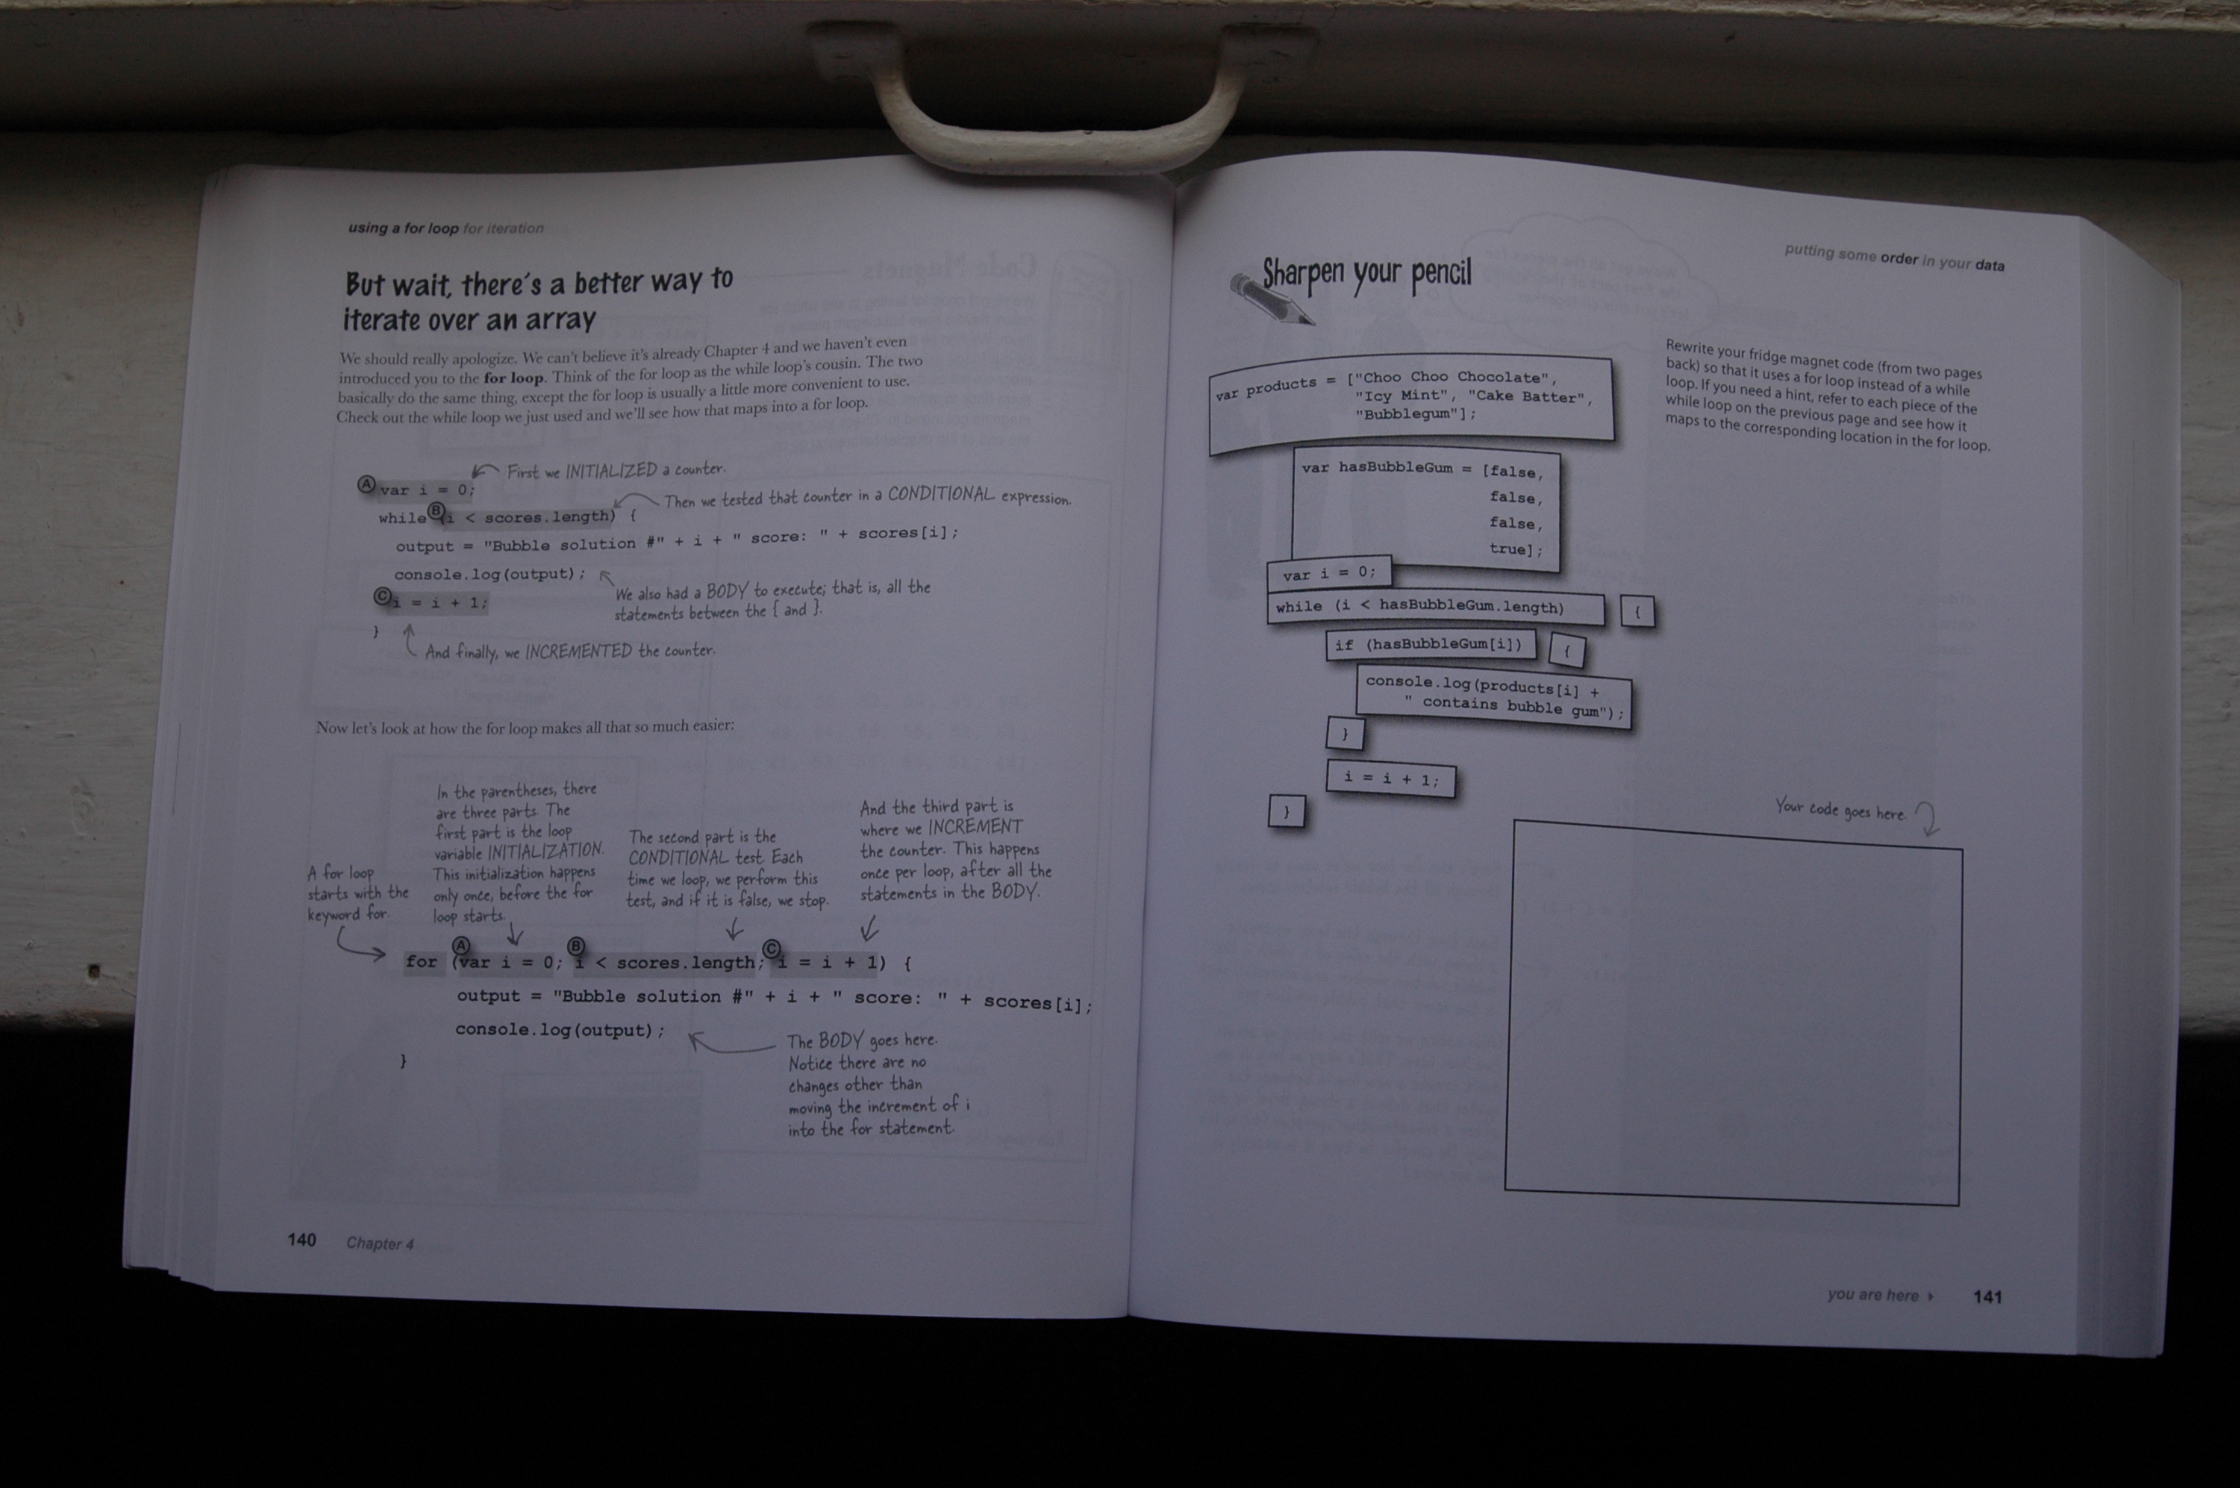 using a for loop for iteration
But wait, there's a better way to
iterate over an array
We should really apologize. We can't believe it's already Chapter 4 and we haven't even
introduced you to the for loop. Think of the for loop as the while loop's cousin. The two
basically do the same thing, except the for loop is usually a little more convenient to use.
Check out the while loop we just used and we'll see how that maps into a for loop.
First we INITIALIZED a counter.
A var i = 0;
Then we tested that counter in a CONDITIONAL expression.
while B (i < scores.length) {
output = "Bubble solution #" + i + " score: " + scores[i];
console.log(output);
We also had a BODY to execute; that is, all the
statements between the { and }.
C i = i + 1;
}
And finally, we INCREMENTED the counter.
Now let's look at how the for loop makes all that so much easier:
A for loop
starts with the
keyword for.
In the parentheses, there
are three parts. The
first part is the loop
variable INITIALIZATION.
This initialization happens
only once, before the for
loop starts.
The second part is the
CONDITIONAL test. Each
time we loop, we perform this
test, and if it is false, we stop.
And the third part is
where we INCREMENT
the counter. This happens
once per loop, after all the
statements in the BODY.
A B C
for (var i = 0; i < scores.length; i = i + 1) {
output = "Bubble solution #" + i + " score: " + scores[i];
console.log(output);
}
The BODY goes here.
Notice there are no
changes other than
moving the increment of i
into the for statement.
140 Chapter 4
putting some order in your data
Sharpen your pencil
Rewrite your fridge magnet code (from two pages
back) so that it uses a for loop instead of a while
loop. If you need a hint, refer to each piece of the
while loop on the previous page and see how it
maps to the corresponding location in the for loop.
var products = ["Choo Choo Chocolate",
"Icy Mint", "Cake Batter",
"Bubblegum"];
var hasBubbleGum = [false,
false,
false,
true];
var i = 0;
while (i < hasBubbleGum.length) {
if (hasBubbleGum[i]) {
console.log(products[i] +
" contains bubble gum");
}
i = i + 1;
}
Your code goes here.
you are here 141